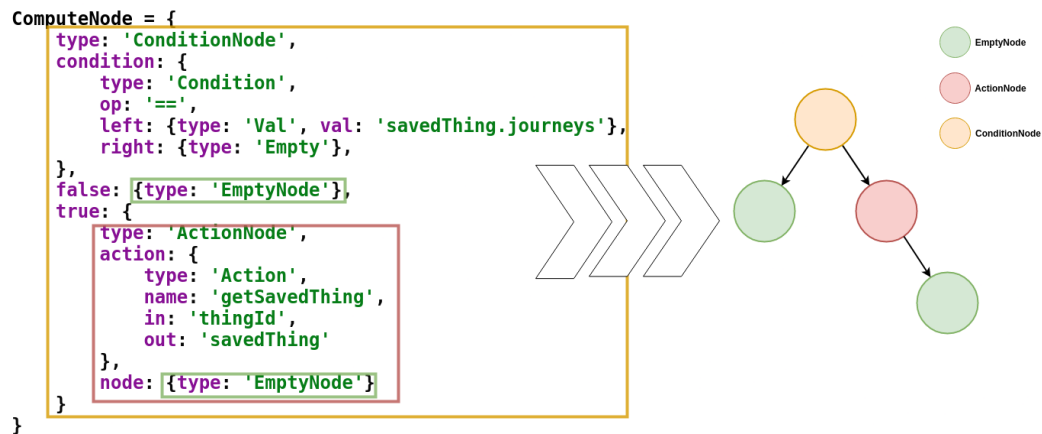 ComputeNode = {
type: 'ConditionNode',
condition: {
type: 'Condition',
op: '==',
left: {type: 'Val', val: 'savedThing.journeys'},
right: {type: 'Empty'},
},
false: {type: 'EmptyNode'},
true: {
type: 'ActionNode',
action: {
type: 'Action',
name: 'getSavedThing',
in: 'thingId',
out: 'savedThing'
},
node: {type: 'EmptyNode'}
}
}
EmptyNode
ActionNode
ConditionNode